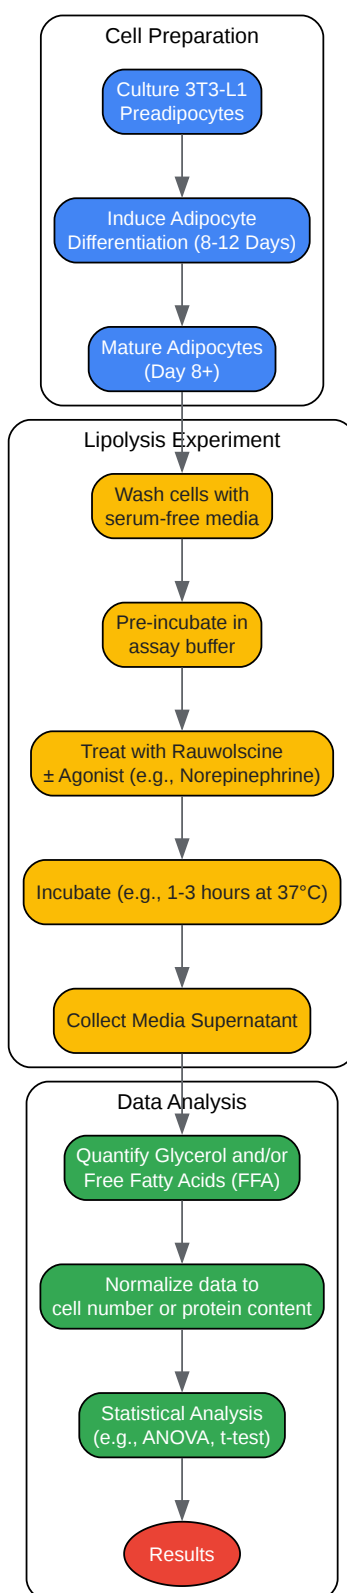 Cell Preparation
Culture 3T3-L1
Preadipocytes
Induce Adipocyte
Differentiation (8-12 Days)
Mature Adipocytes
(Day 8+)
Lipolysis Experiment
Wash cells with
serum-free media
Pre-incubate in
assay buffer
Treat with Rauwolscine
± Agonist (e.g., Norepinephrine)
Incubate (e.g., 1-3 hours at 37°C)
Collect Media Supernatant
Data Analysis
Quantify Glycerol and/or
Free Fatty Acids (FFA)
Normalize data to
cell number or protein content
Statistical Analysis
(e.g., ANOVA, t-test)
Results